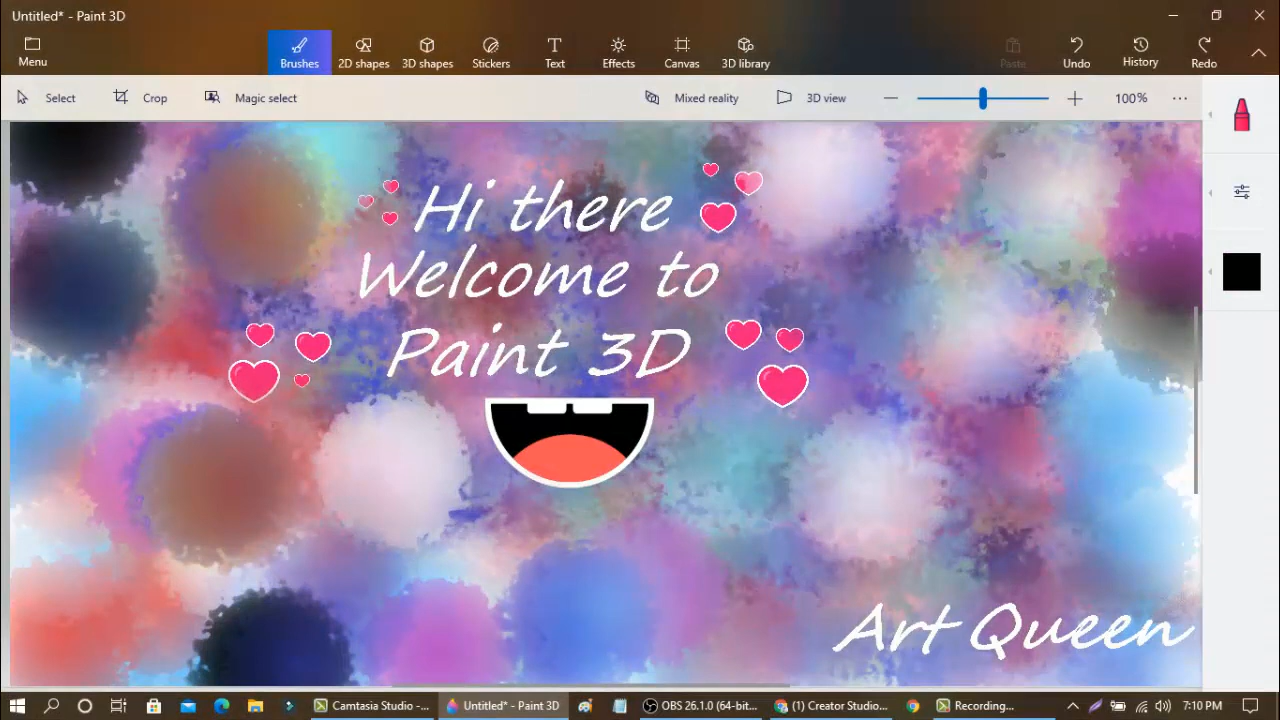 Untitled* - Paint 3D
Menu
Brushes
2D shapes
3D shapes
Stickers
Text
Effects
Canvas
3D library
Paste
Undo
History
Redo
Select
Crop
Magic select
Mixed reality
3D view
100%
Hi there
Welcome to
Paint 3D
Art Queen
Camtasia Studio -...
Untitled* - Paint 3D
OBS 26.1.0 (64-bit...
(1) Creator Studio...
Recording...
7:10 PM